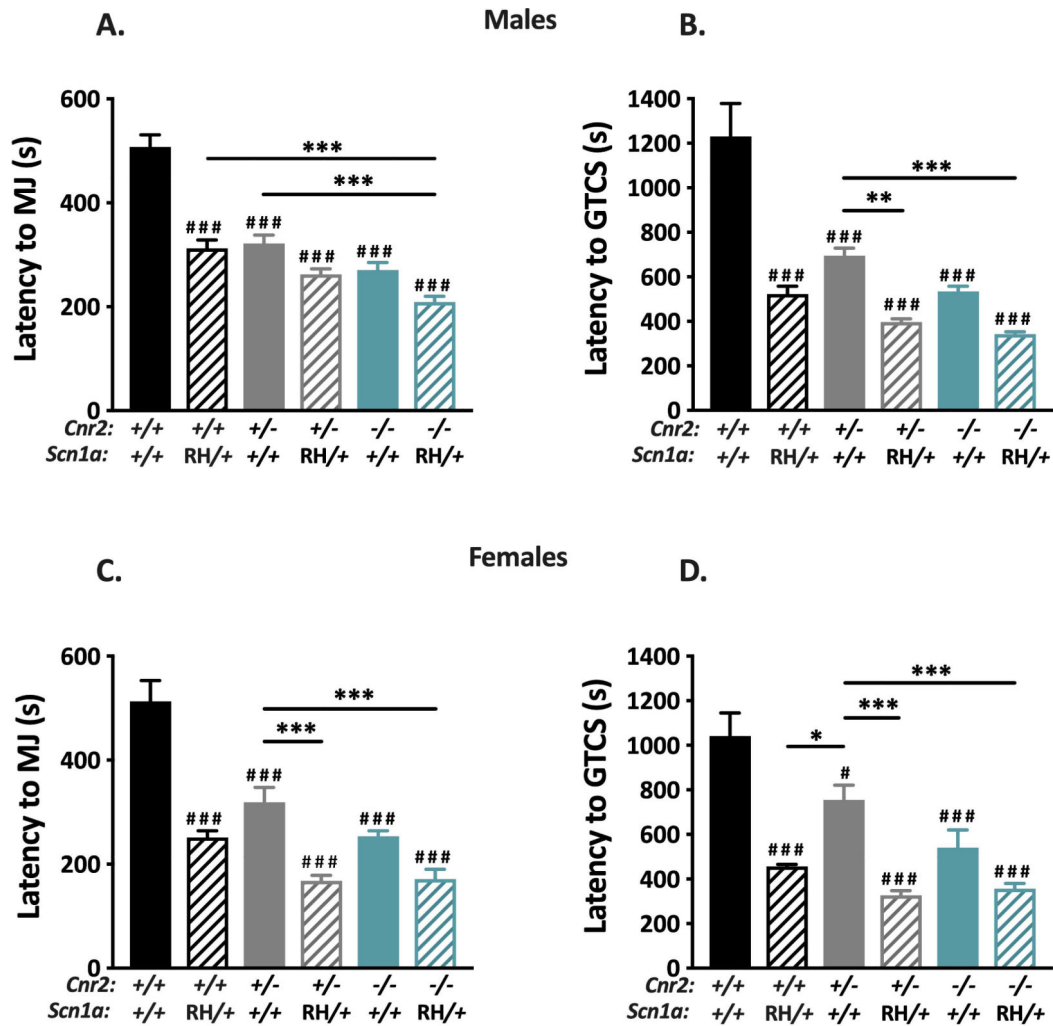 Males
A.
Latency to MJ (s)
600
400
200
0
***
***
### ### ### ### ###
Cnr2: +/+ +/+ +/- +/- -/- -/-
Scn1a: +/+ RH/+ +/+ RH/+ +/+ RH/+
B.
Latency to GTCS (s)
1400
1200
1000
800
600
400
200
0
***
**
### ### ### ### ###
Cnr2: +/+ +/+ +/- +/- -/- -/-
Scn1a: +/+ RH/+ +/+ RH/+ +/+ RH/+
Females
C.
Latency to MJ (s)
600
400
200
0
***
***
### ### ### ### ###
Cnr2: +/+ +/+ +/- +/- -/- -/-
Scn1a: +/+ RH/+ +/+ RH/+ +/+ RH/+
D.
Latency to GTCS (s)
1400
1200
1000
800
600
400
200
0
***
***
*
### # ### ### ###
Cnr2: +/+ +/+ +/- +/- -/- -/-
Scn1a: +/+ RH/+ +/+ RH/+ +/+ RH/+